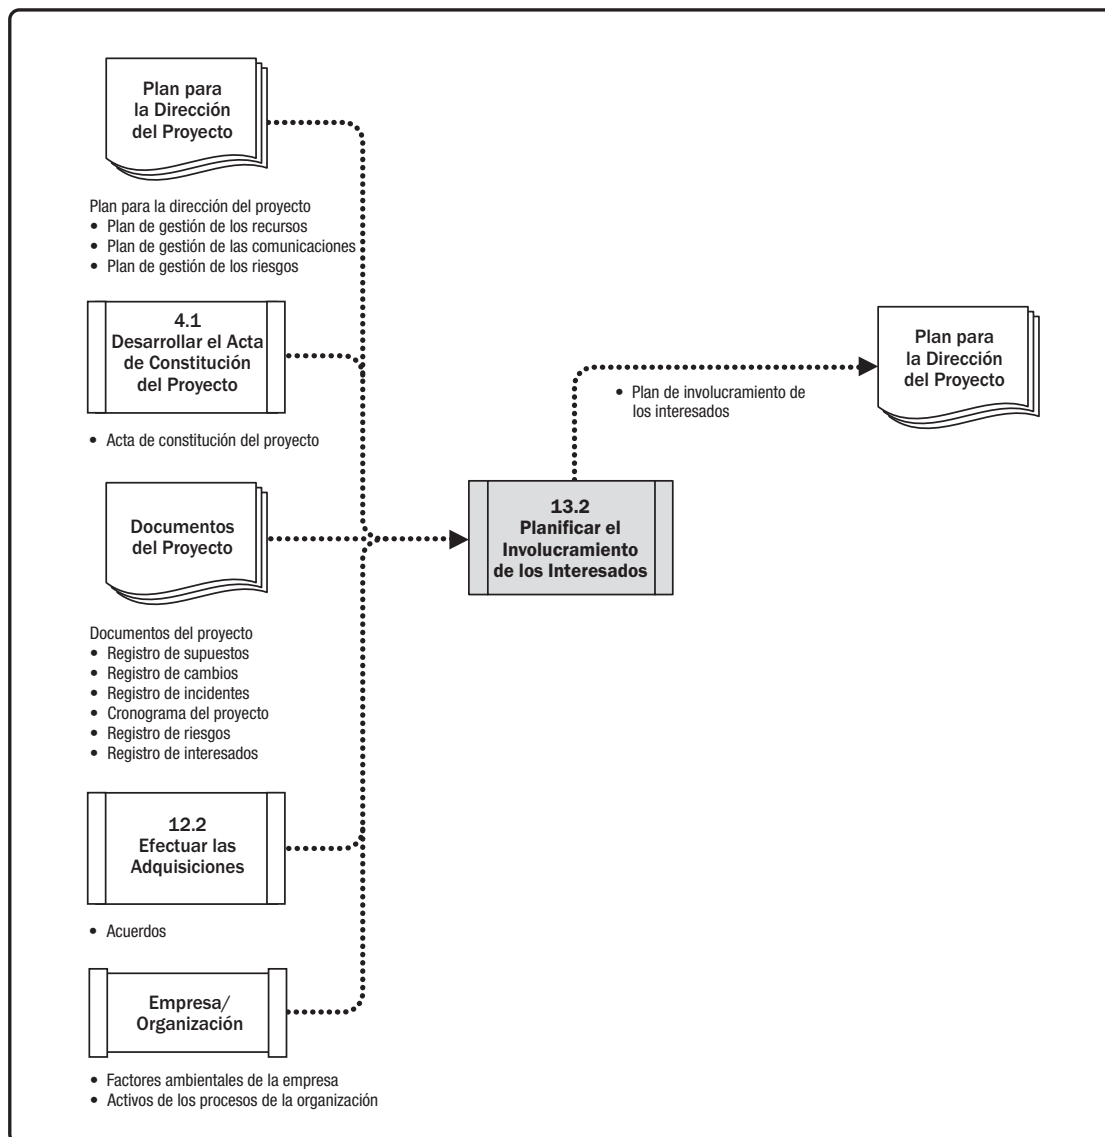 Plan para
la Dirección
del Proyecto
Plan para la dirección del proyecto
• Plan de gestión de los recursos
• Plan de gestión de las comunicaciones
• Plan de gestión de los riesgos
4.1
Desarrollar el Acta
de Constitución
del Proyecto
• Acta de constitución del proyecto
Documentos
del Proyecto
Documentos del proyecto
• Registro de supuestos
• Registro de cambios
• Registro de incidentes
• Cronograma del proyecto
• Registro de riesgos
• Registro de interesados
12.2
Efectuar las
Adquisiciones
• Acuerdos
Empresa/
Organización
• Factores ambientales de la empresa
• Activos de los procesos de la organización
13.2
Planificar el
Involucramiento
de los Interesados
• Plan de involucramiento de
los interesados
Plan para
la Dirección
del Proyecto